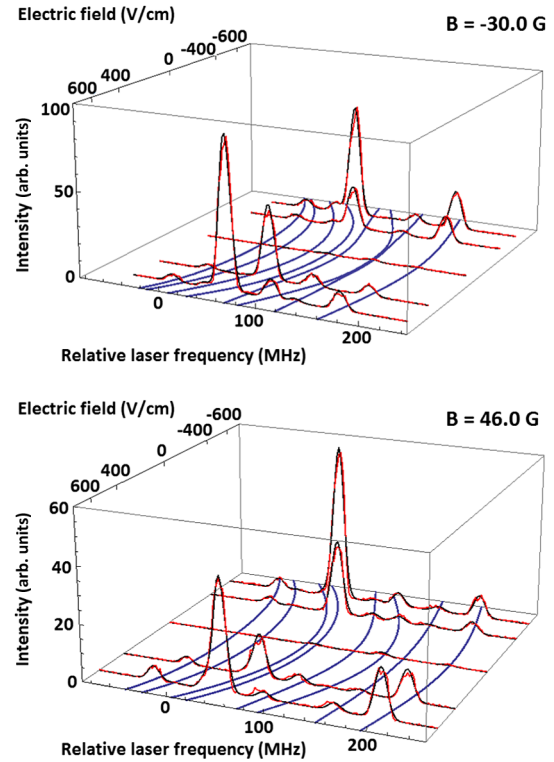 Electric field (V/cm)
B = -30.0 G
600 400 0 -400 -600
Intensity (arb. units)
100
50
0
0 100 200
Relative laser frequency (MHz)
Electric field (V/cm)
B = 46.0 G
600 400 0 -400 -600
Intensity (arb. units)
60
40
20
0
0 100 200
Relative laser frequency (MHz)